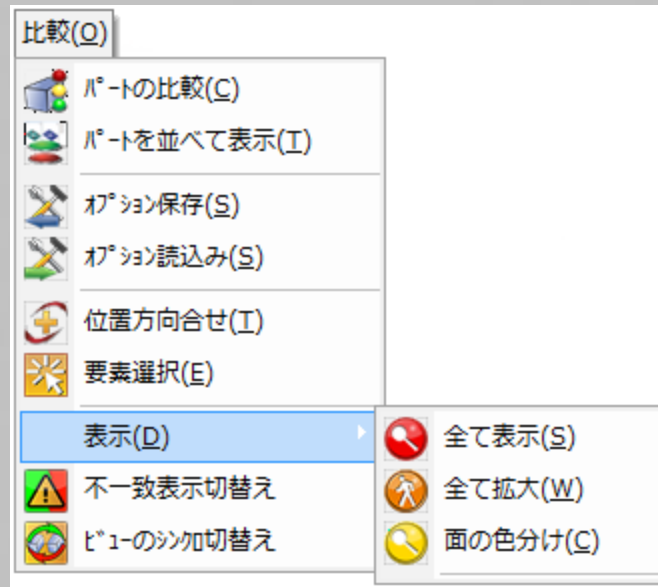 比較(O)
ﾊﾟｰﾄの比較(C)
ﾊﾟｰﾄを並べて表示(T)
ｵﾌﾟｼｮﾝ保存(S)
ｵﾌﾟｼｮﾝ読込み(S)
位置方向合せ(T)
要素選択(E)
表示(D)
全て表示(S)
全て拡大(W)
面の色分け(C)
不一致表示切替え
ﾋﾞｭｰのｼﾝｸﾛ切替え